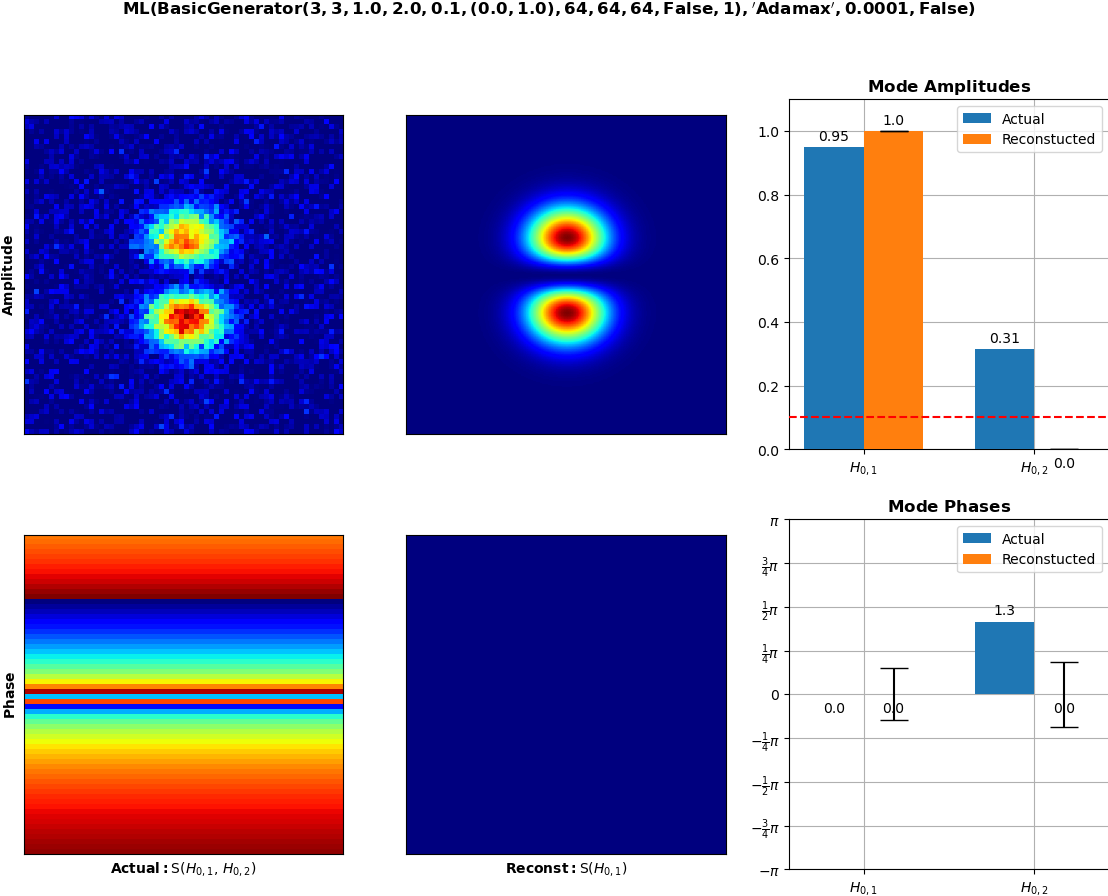 ML(BasicGenerator(3, 3, 1.0, 2.0, 0.1, (0.0, 1.0), 64, 64, 64, False, 1), ′Adamax′, 0.0001, False)
Amplitude
Mode Amplitudes
Actual
Reconstucted
1.0
0.8
0.6
0.4
0.2
0.0
0.95
1.0
0.31
0.0
H0,1
H0,2
Phase
Actual: S(H0,1, H0,2)
Reconst: S(H0,1)
Mode Phases
Actual
Reconstucted
π
3/4π
1/2π
1/4π
0
−1/4π
−1/2π
−3/4π
−π
0.0
0.0
1.3
0.0
H0,1
H0,2